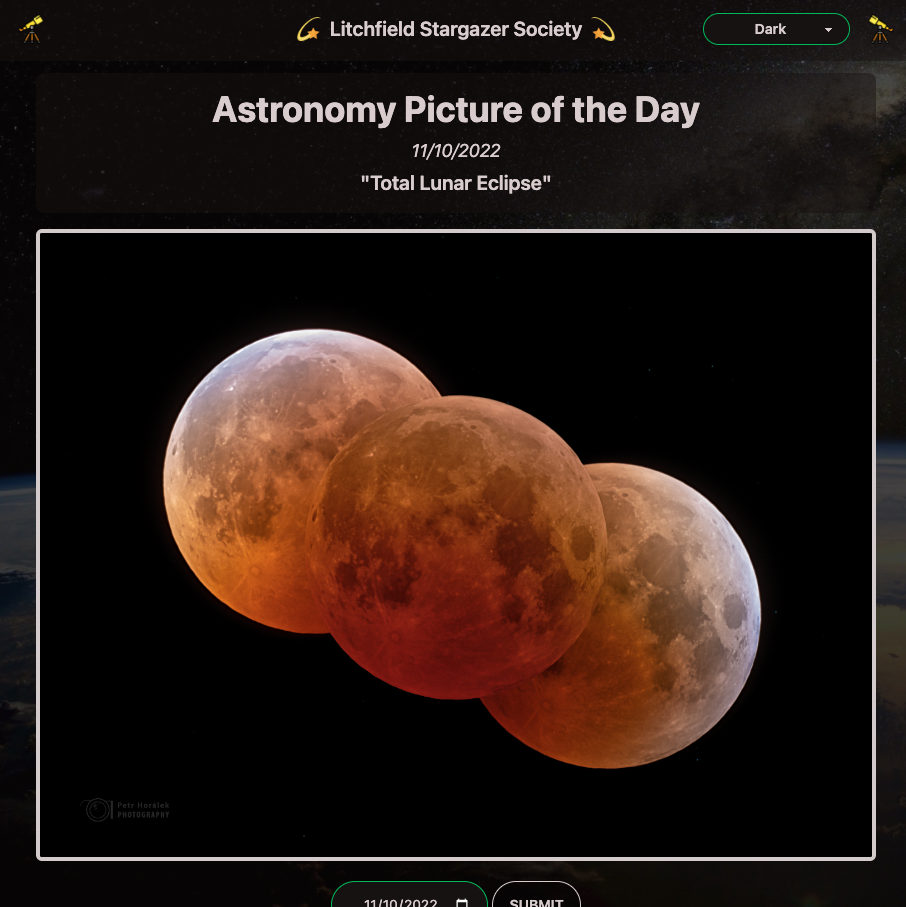 Litchfield Stargazer Society
Dark
Astronomy Picture of the Day
11/10/2022
"Total Lunar Eclipse"
Petr Horálek
PHOTOGRAPHY
11/10/2022
SUBMIT